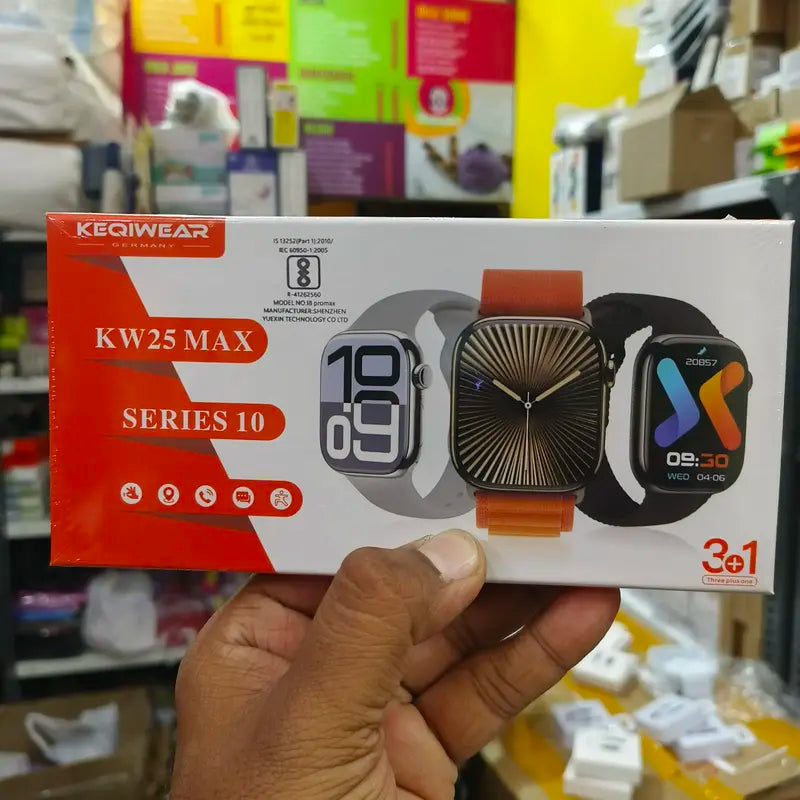 KEQIWEAR
GERMANY
IS 13252(Part 1):2010/
IEC 60950-1:2005
R-41262560
MODEL NO:I8 promax
MANUFACTURER:SHENZHEN
YUEXIN TECHNOLOGY CO LTD
KW25 MAX
SERIES 10
10
09
20857
09:30
WED 04-06
3+1
Three plus one